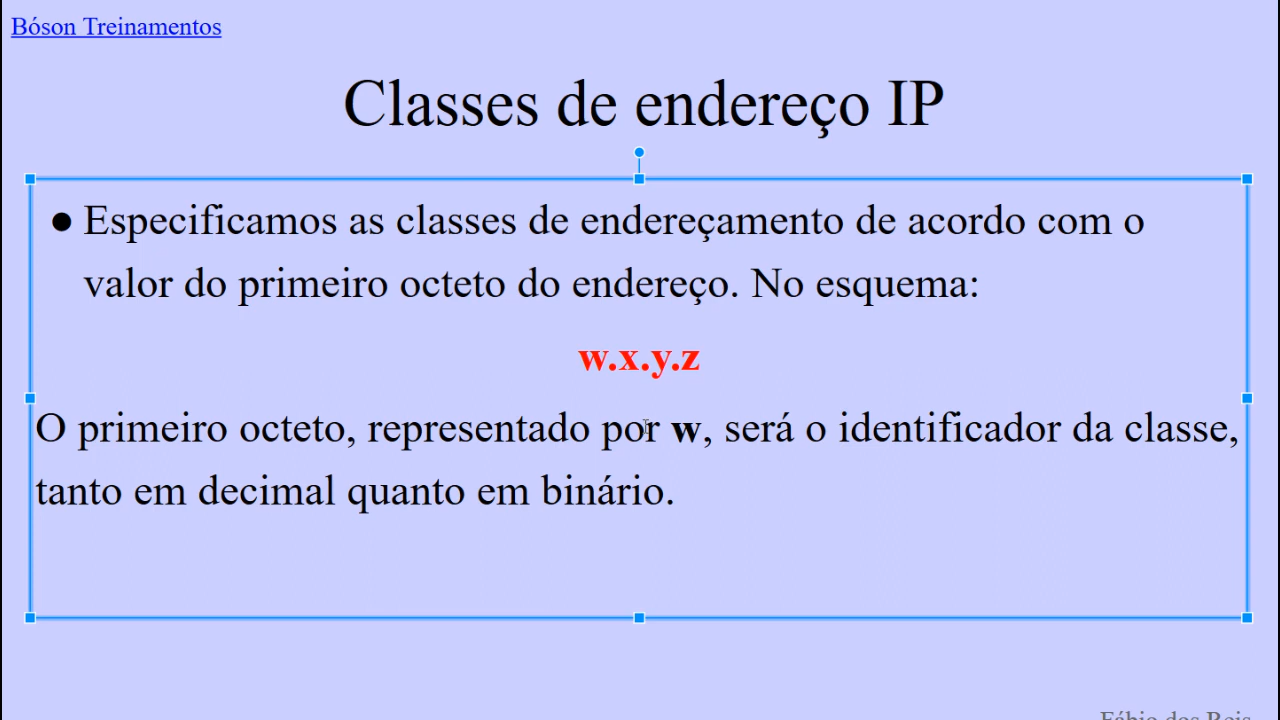 Bóson Treinamentos
Classes de endereço IP
● Especificamos as classes de endereçamento de acordo com o
valor do primeiro octeto do endereço. No esquema:
w.x.y.z
O primeiro octeto, representado por w, será o identificador da classe,
tanto em decimal quanto em binário.
Fábio dos Reis